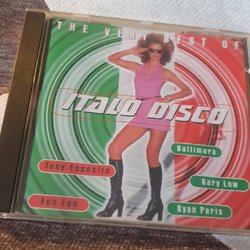 THE VERY BEST OF
ITALO DISCO
Baltimora
Tony Esposito
Gary Low
Fun Fun
Ryan Paris